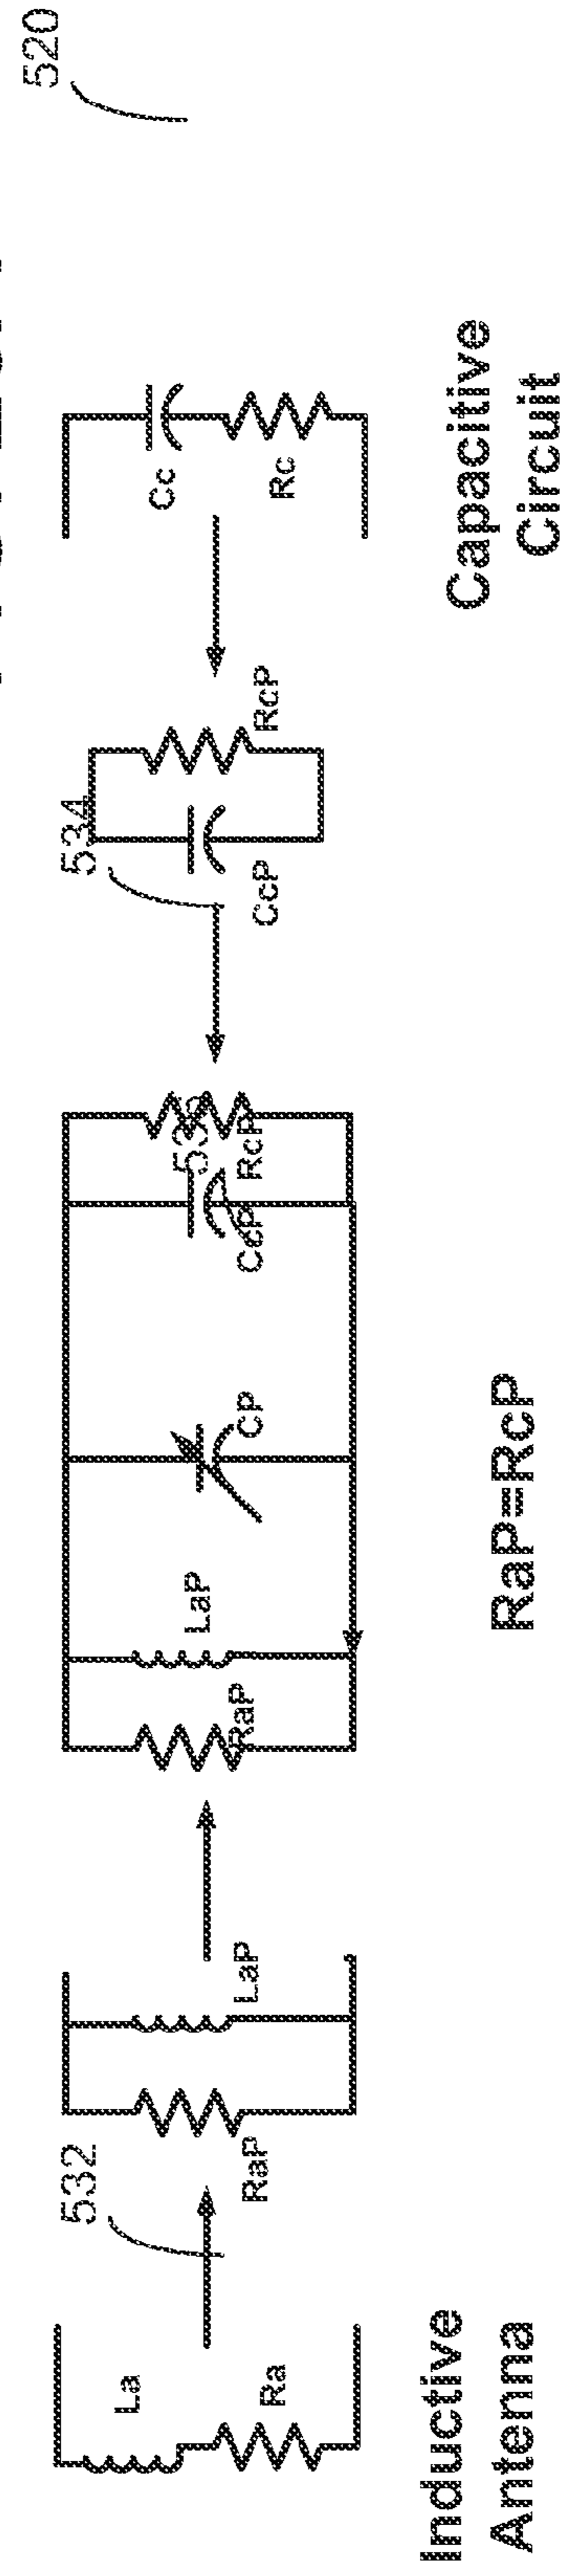 520
532
534
La
Ra
RaP
LaP
RaP
LaP
CP
CcP
RcP
CcP
RcP
Cc
Rc
Inductive
Antenna
RaP=RcP
Capacitive
Circuit